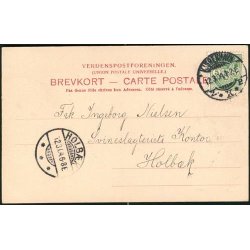 VERDENSPOSTFORENINGEN.
(UNION POSTALE UNIVERSELLE)
BREVKORT — CARTE POSTALE
Paa denne Side skrives kun Adressen. Côté réservé à l'adresse.
Frk Ingeborg Nielsen
Svineslagteriets Kontor
Holbæk
HOLBÆK